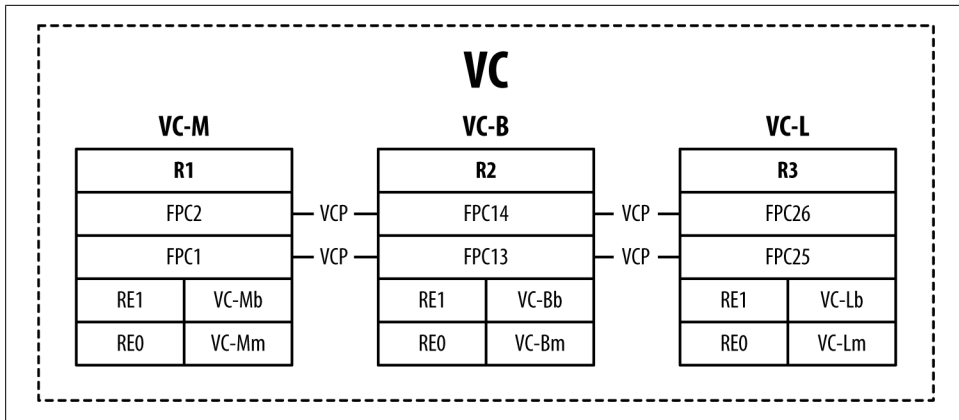 VC
VC-M VC-B VC-L
R1 R2 R3
FPC2 VCP FPC14 VCP FPC26
FPC1 VCP FPC13 VCP FPC25
RE1 VC-Mb RE1 VC-Bb RE1 VC-Lb
RE0 VC-Mm RE0 VC-Bm RE0 VC-Lm